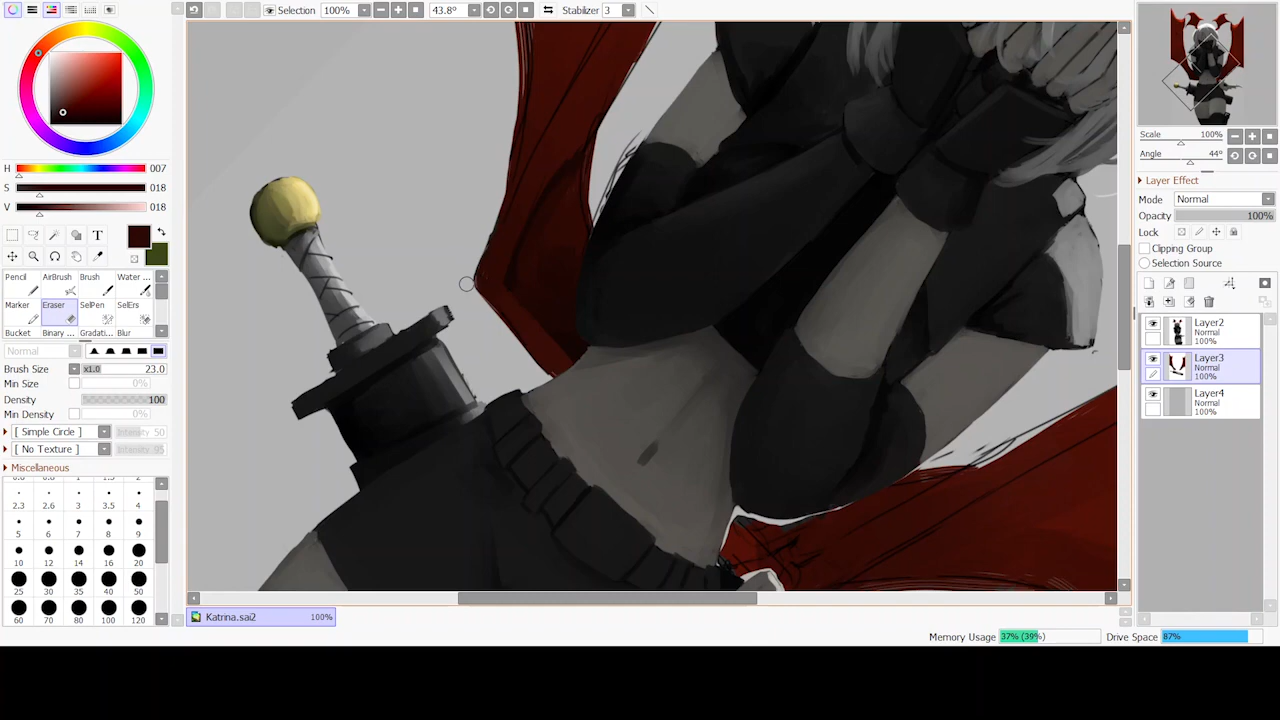 Selection 100% 43.8° Stabilizer 3
H 007
S 018
V 018
T
Pencil AirBrush Brush Water ...
Marker Eraser SelPen SelErs
Bucket Binary ... Gradati... Blur
Normal
Brush Size x1.0 23.0
Min Size 0%
Density 100
Min Density 0%
[ Simple Circle ] Intensity 50
[ No Texture ] Intensity 95
Miscellaneous
2.3 2.6 3 3.5 4
5 6 7 8 9
10 12 14 16 20
25 30 35 40 50
60 70 80 100 120
Katrina.sai2 100%
Memory Usage 37% (39%) Drive Space 87%
Scale 100%
Angle 44°
Layer Effect
Mode Normal
Opacity 100%
Lock
Clipping Group
Selection Source
Layer2
Normal
100%
Layer3
Normal
100%
Layer4
Normal
100%